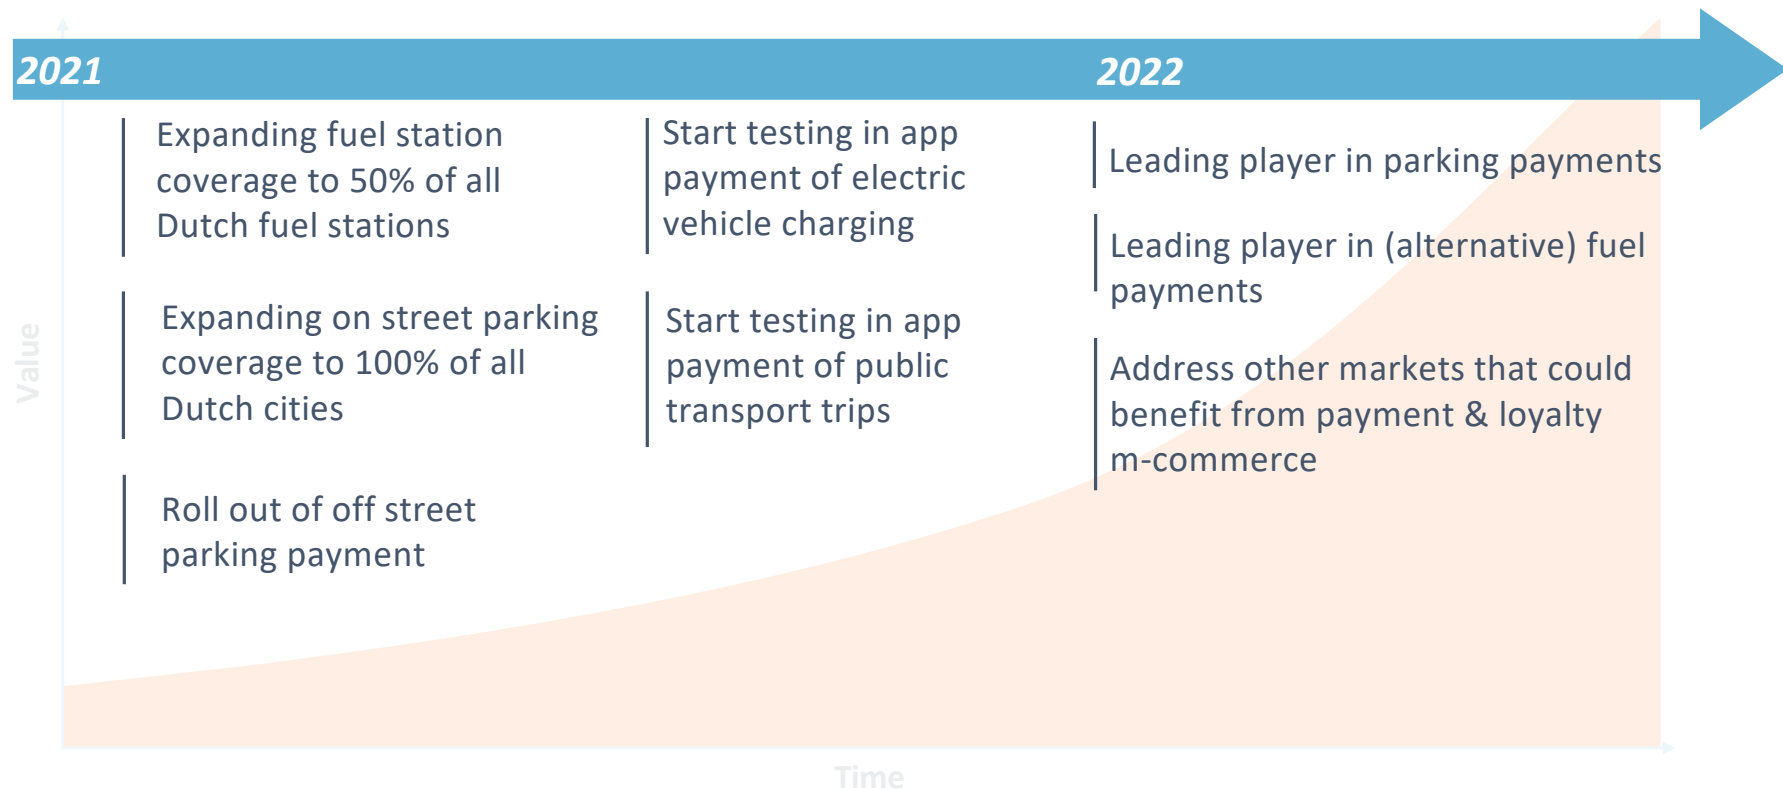 2021
2022
Expanding fuel station
coverage to 50% of all
Dutch fuel stations
Expanding on street parking
coverage to 100% of all
Dutch cities
Roll out of off street
parking payment
Start testing in app
payment of electric
vehicle charging
Start testing in app
payment of public
transport trips
Leading player in parking payments
Leading player in (alternative) fuel
payments
Address other markets that could
benefit from payment & loyalty
m-commerce
Value
Time